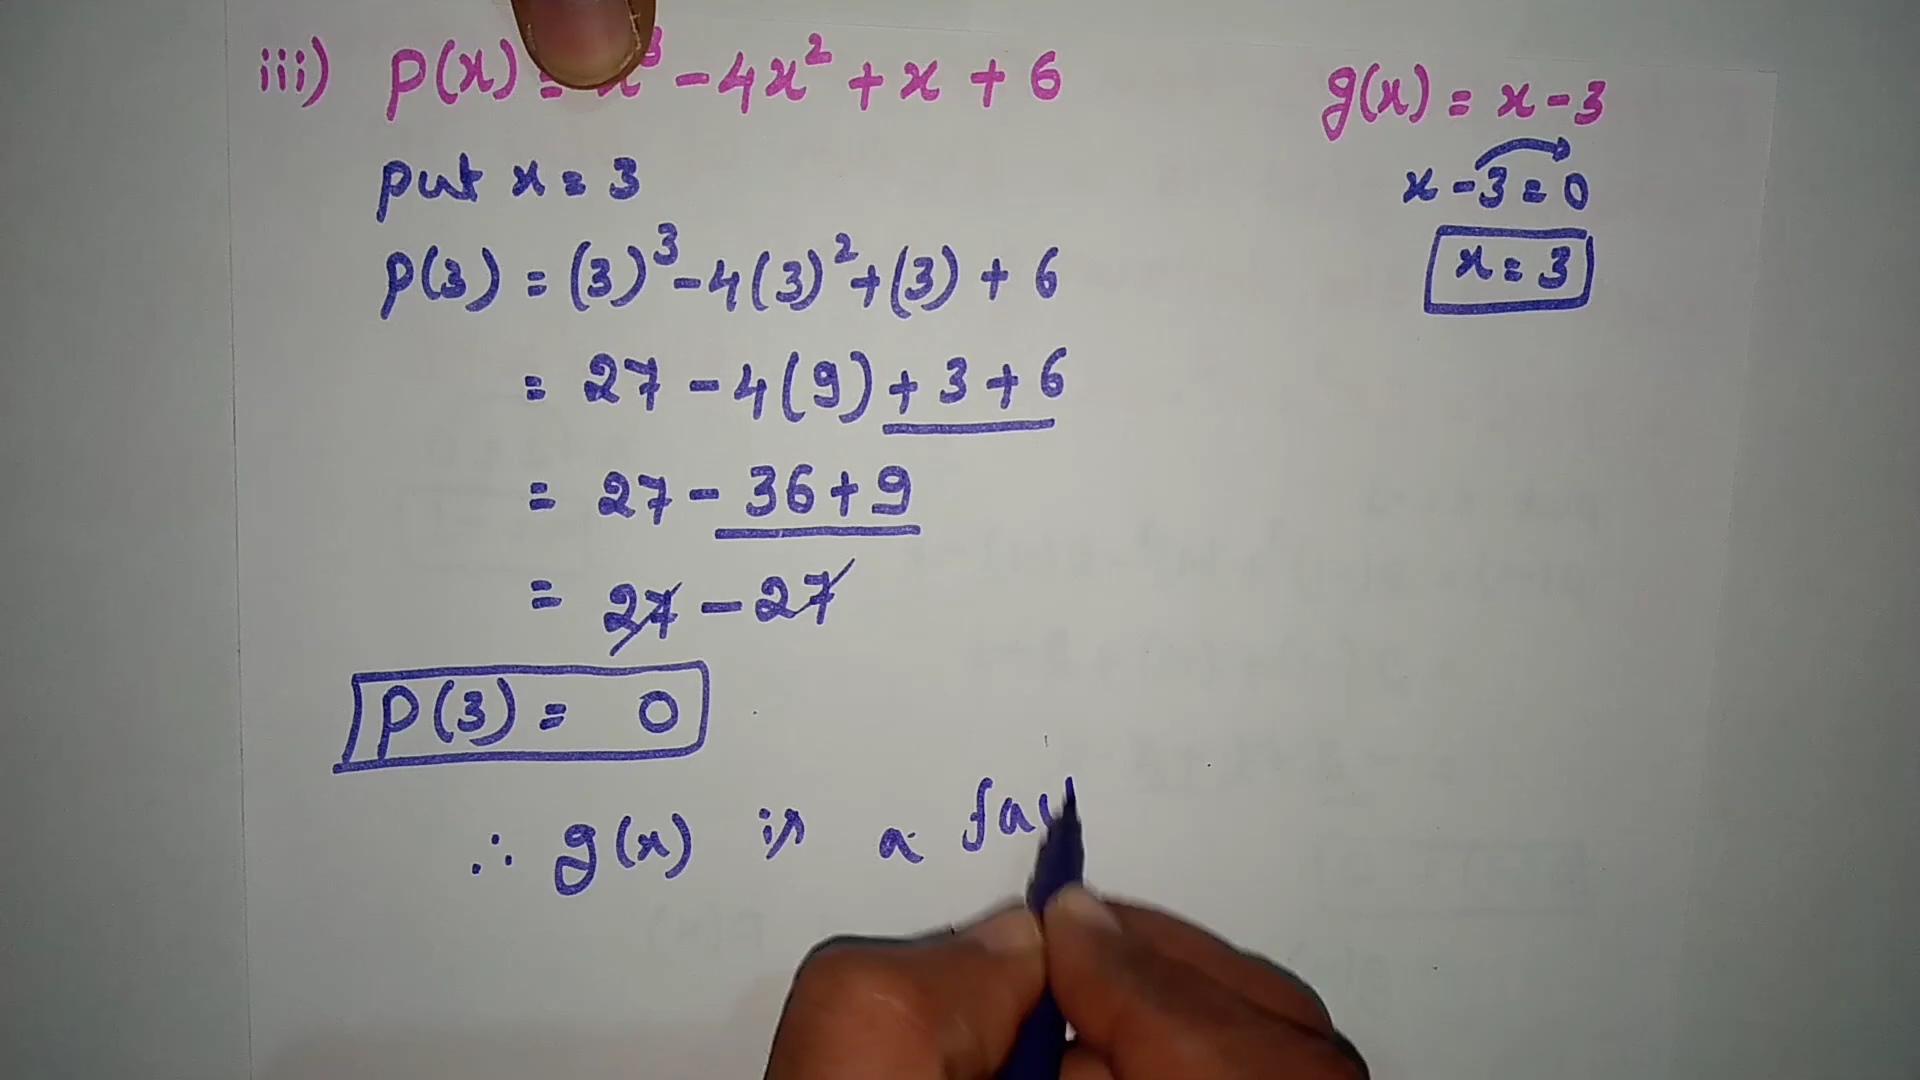 iii) p(x) = x³ - 4x² + x + 6
g(x) = x - 3
x - 3 = 0
x = 3
put x = 3
p(3) = (3)³ - 4(3)² + (3) + 6
= 27 - 4(9) + 3 + 6
= 27 - 36 + 9
= 27 - 27
P(3) = 0
∴ g(x) is a